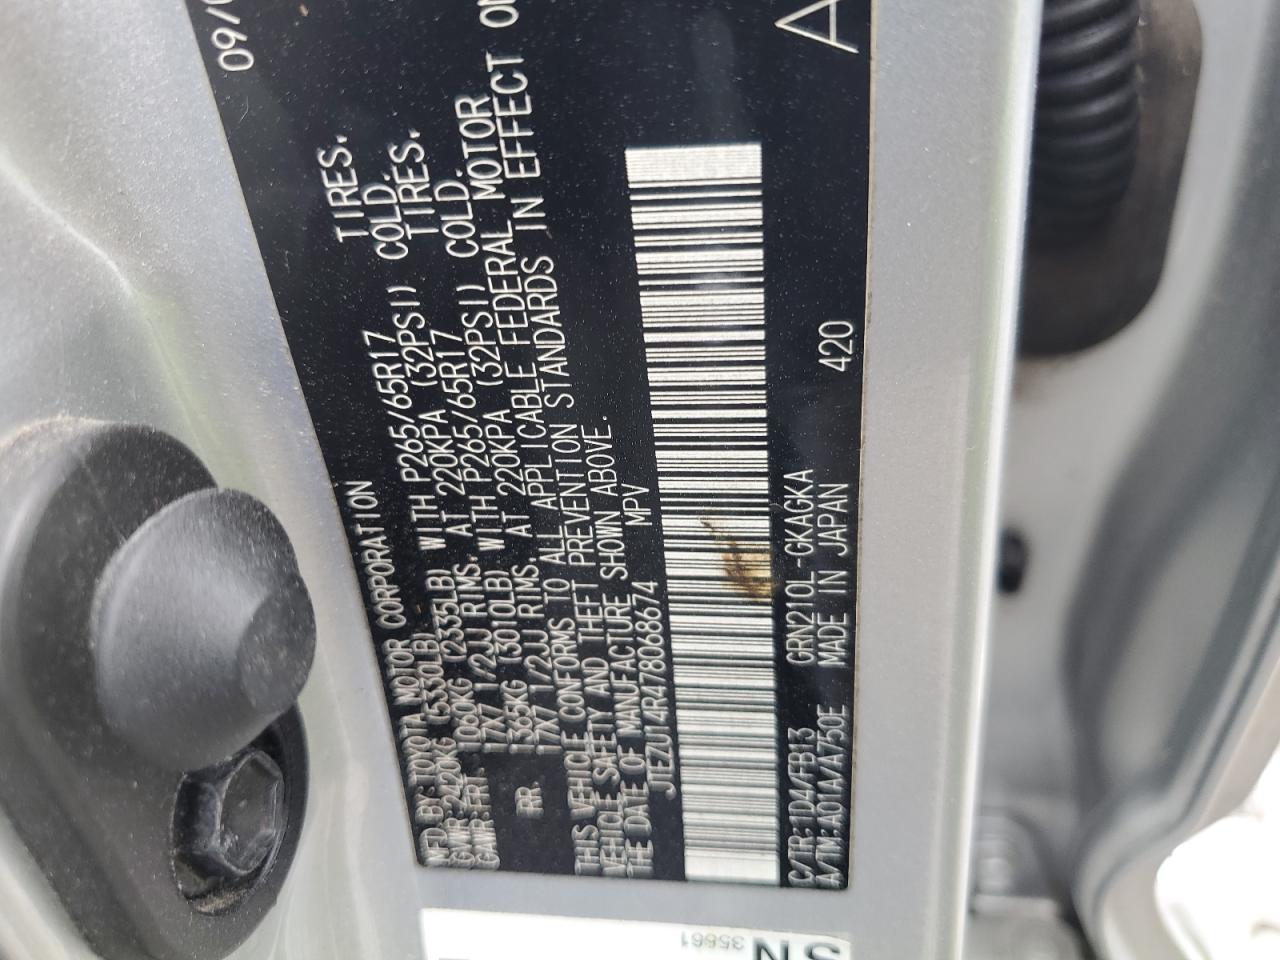 09/0
MFD BY: TOYOTA MOTOR CORPORATION
GVWR: 2420KG (5330LB)
GAWR: FRT. 1060KG (2335LB) WITH P265/65R17 TIRES.
17X7 1/2JJ RIMS. AT 220KPA (32PSI) COLD.
RR. 1365KG (3010LB) WITH P265/65R17 TIRES.
17X7 1/2JJ RIMS. AT 220KPA (32PSI) COLD.
THIS VEHICLE CONFORMS TO ALL APPLICABLE FEDERAL MOTOR
VEHICLE SAFETY AND THEFT PREVENTION STANDARDS IN EFFECT ON
THE DATE OF MANUFACTURE SHOWN ABOVE.
JTEZU14R478068674 MPV
C/TR:1D4/FB13 GRN210L-GKAGKA 420
A/TM:A01A/A750E MADE IN JAPAN
A
SN
35661